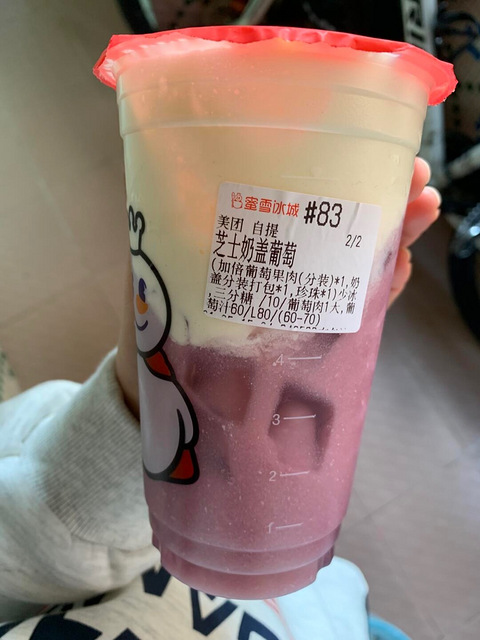 蜜雪冰城 #83
美团 自提 2/2
芝士奶盖葡萄
(加倍葡萄果肉(分装)*1,奶
盖分装打包*1,珍珠*1)少冰
,三分糖 /10/葡萄肉1大,葡
萄汁60/L80/(60-70)
4
3
2
1